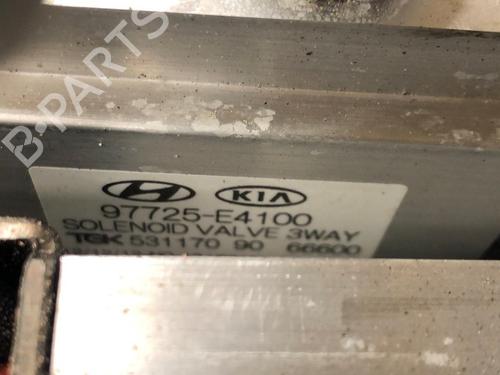 B-PARTS
KIA
97725-E4100
SOLENOID VALVE 3WAY
TGK 531170 90 66600